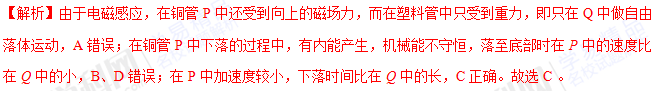 【解析】由于电磁感应，在铜管 P 中还受到向上的磁场力，而在塑料管中只受到重力，即只在 Q 中做自由
落体运动，A 错误；在铜管 P 中下落的过程中，有内能产生，机械能不守恒，落至底部时在 P 中的速度比
在 Q 中的小，B、D 错误；在 P 中加速度较小，下落时间比在 Q 中的长，C 正确。故选 C 。